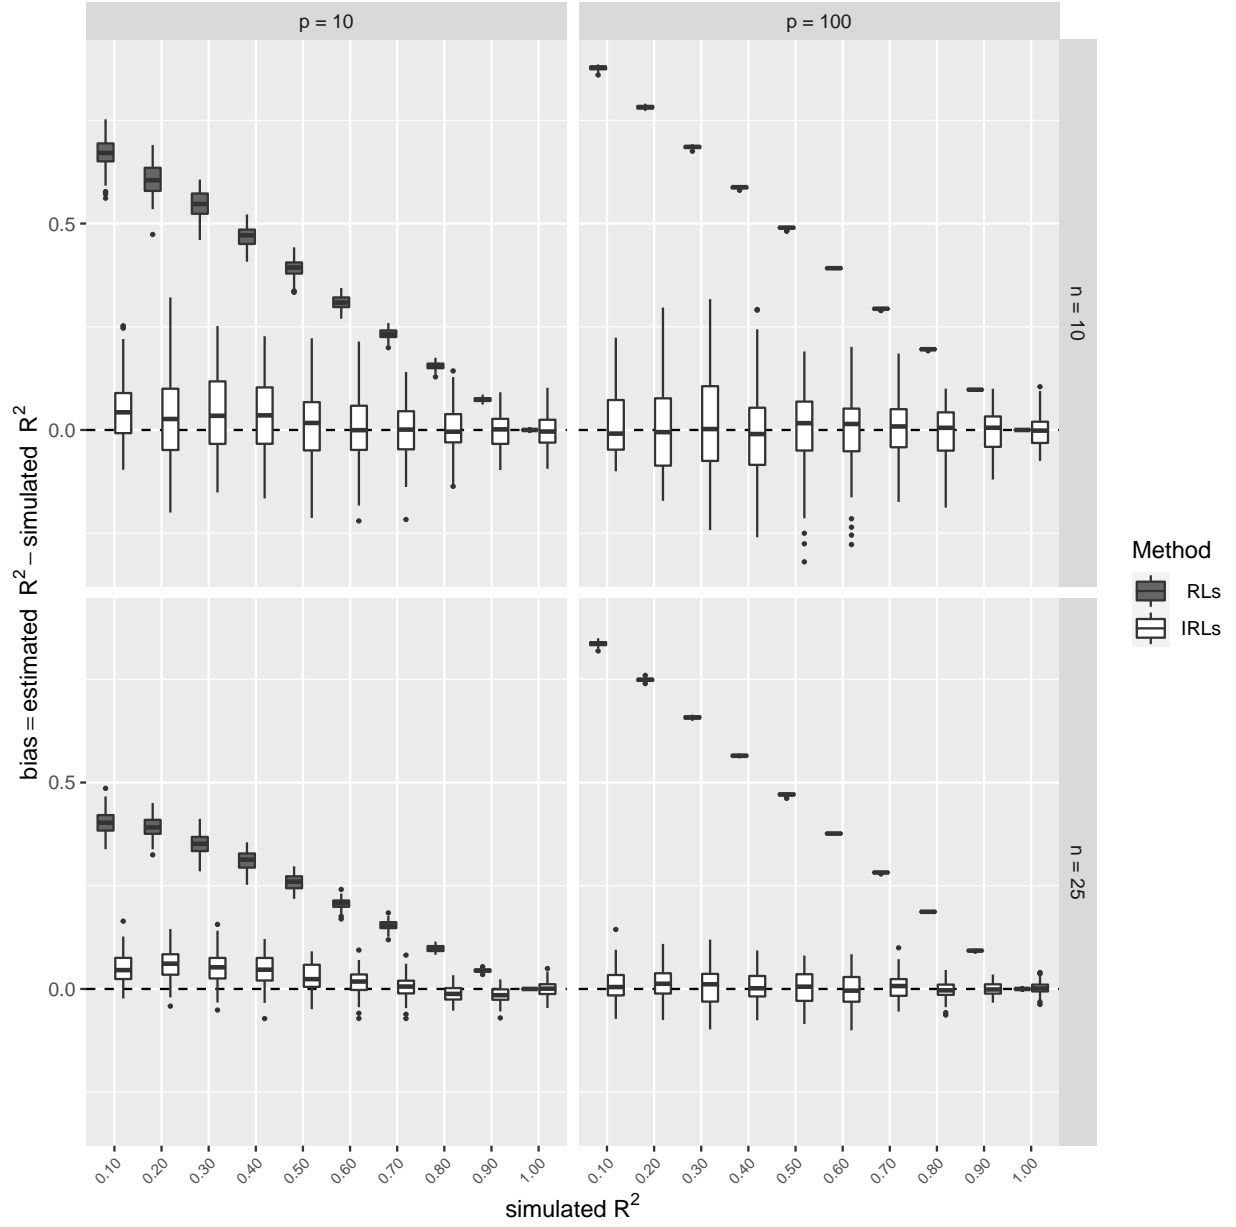 p = 10
p = 100
n = 10
n = 25
bias = estimated R² − simulated R²
0.5
0.0
0.5
0.0
0.10
0.20
0.30
0.40
0.50
0.60
0.70
0.80
0.90
1.00
0.10
0.20
0.30
0.40
0.50
0.60
0.70
0.80
0.90
1.00
simulated R²
Method
RLs
IRLs